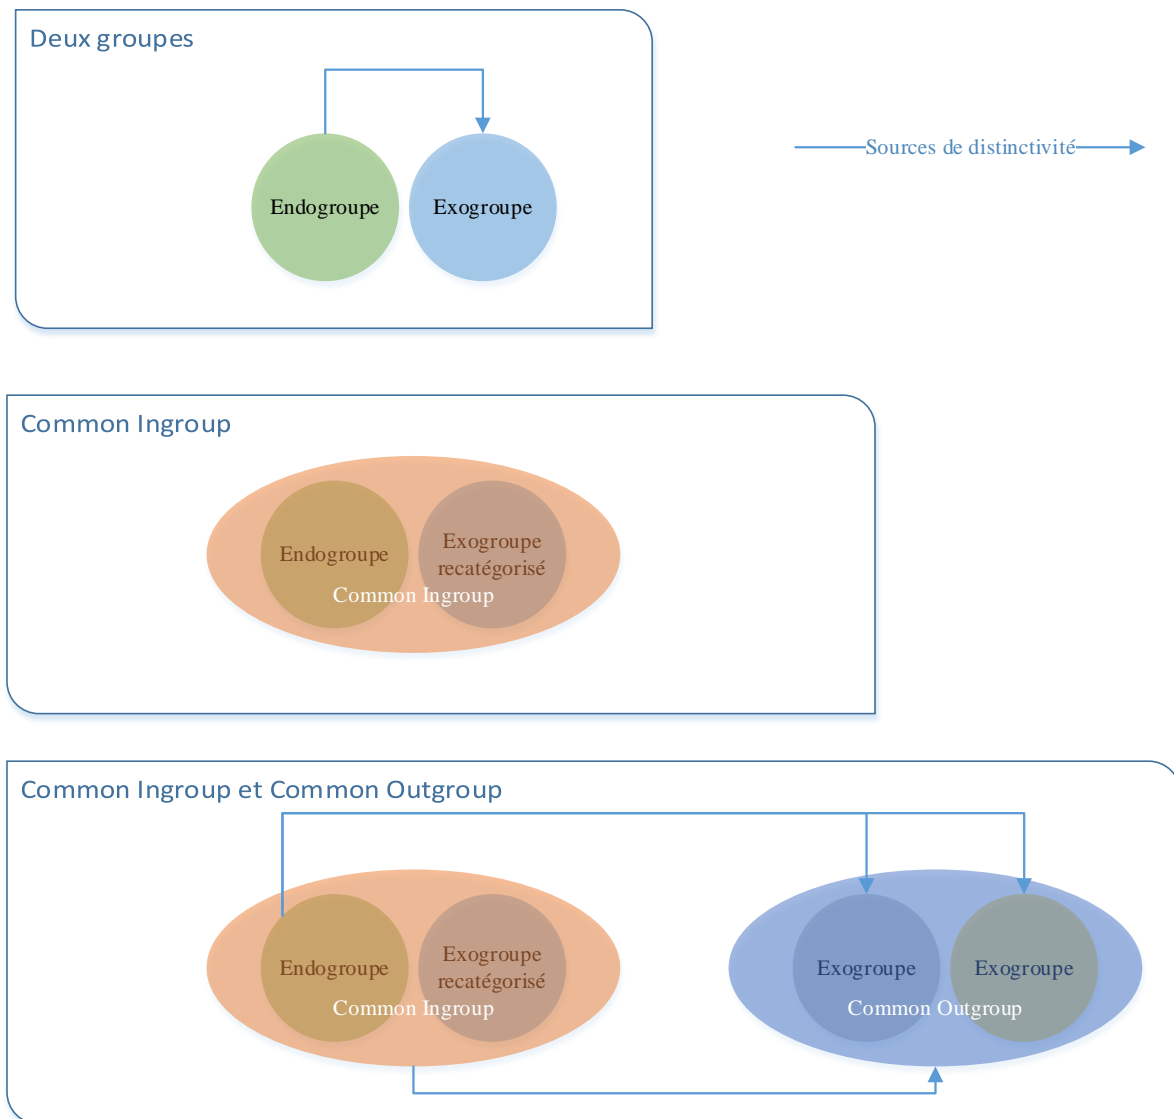 Deux groupes
Endogroupe
Exogroupe
Sources de distinctivité
Common Ingroup
Endogroupe
Exogroupe
recatégorisé
Common Ingroup
Common Ingroup et Common Outgroup
Endogroupe
Exogroupe
recatégorisé
Common Ingroup
Exogroupe
Exogroupe
Common Outgroup